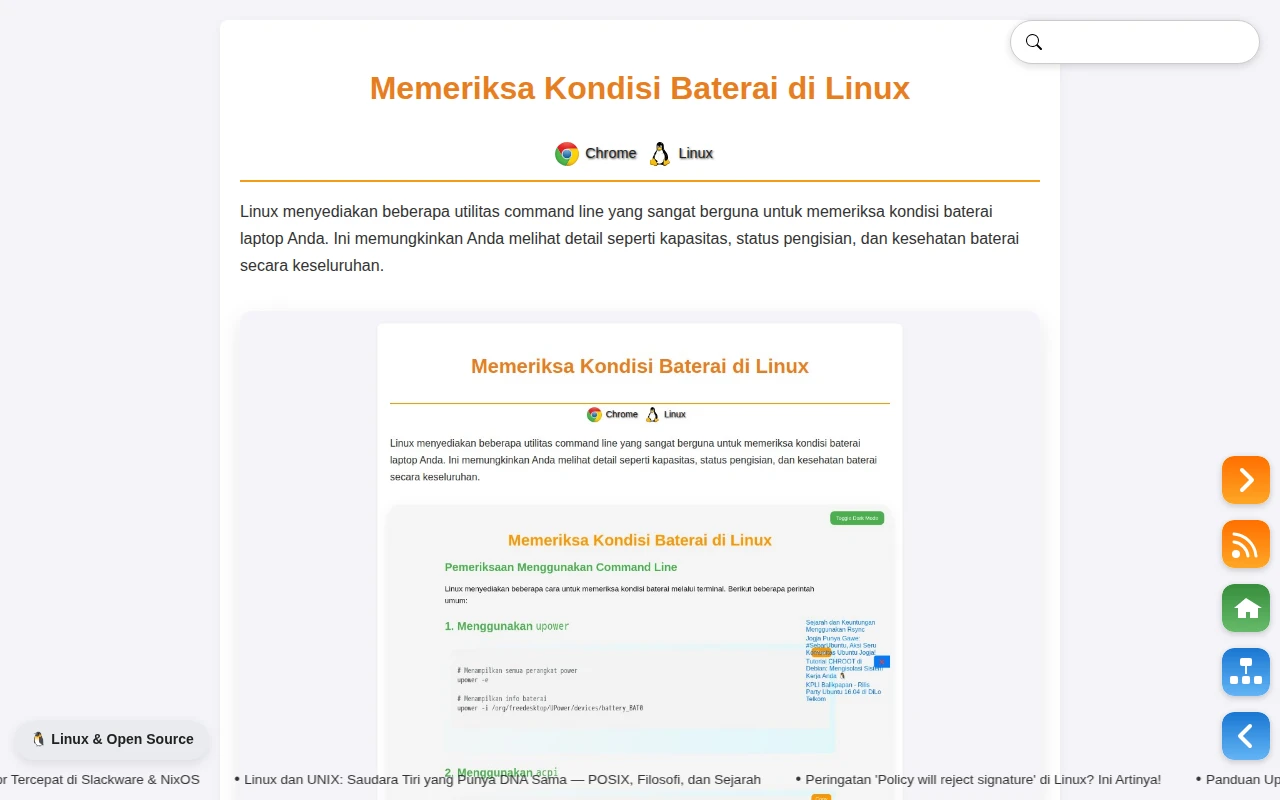 Memeriksa Kondisi Baterai di Linux
Chrome Linux
Linux menyediakan beberapa utilitas command line yang sangat berguna untuk memeriksa kondisi baterai
laptop Anda. Ini memungkinkan Anda melihat detail seperti kapasitas, status pengisian, dan kesehatan baterai
secara keseluruhan.
Memeriksa Kondisi Baterai di Linux
Chrome Linux
Linux menyediakan beberapa utilitas command line yang sangat berguna untuk memeriksa kondisi baterai
laptop Anda. Ini memungkinkan Anda melihat detail seperti kapasitas, status pengisian, dan kesehatan baterai
secara keseluruhan.
Toggle Dark Mode
Memeriksa Kondisi Baterai di Linux
Pemeriksaan Menggunakan Command Line
Linux menyediakan beberapa cara untuk memeriksa kondisi baterai melalui terminal. Berikut beberapa perintah
umum:
1. Menggunakan upower
# Menampilkan semua perangkat power
upower -e
# Menampilkan info baterai
upower -i /org/freedesktop/UPower/devices/battery_BAT0
Sejarah dan Keuntungan
Menggunakan Rsync
Jogja Punya Gawe:
#SebarUbuntu, Aksi Seru
Komunitas Ubuntu Jogja!
Tutorial CHROOT di
Debian: Mengisolasi Sistem
Kerja Anda
KPLI Balikpapan - Rilis
Party Ubuntu 16.04 di DiLo
Telkom
2. Menggunakan acpi
Linux & Open Source
or Tercepat di Slackware & NixOS
• Linux dan UNIX: Saudara Tiri yang Punya DNA Sama — POSIX, Filosofi, dan Sejarah
• Peringatan 'Policy will reject signature' di Linux? Ini Artinya!
• Panduan Up